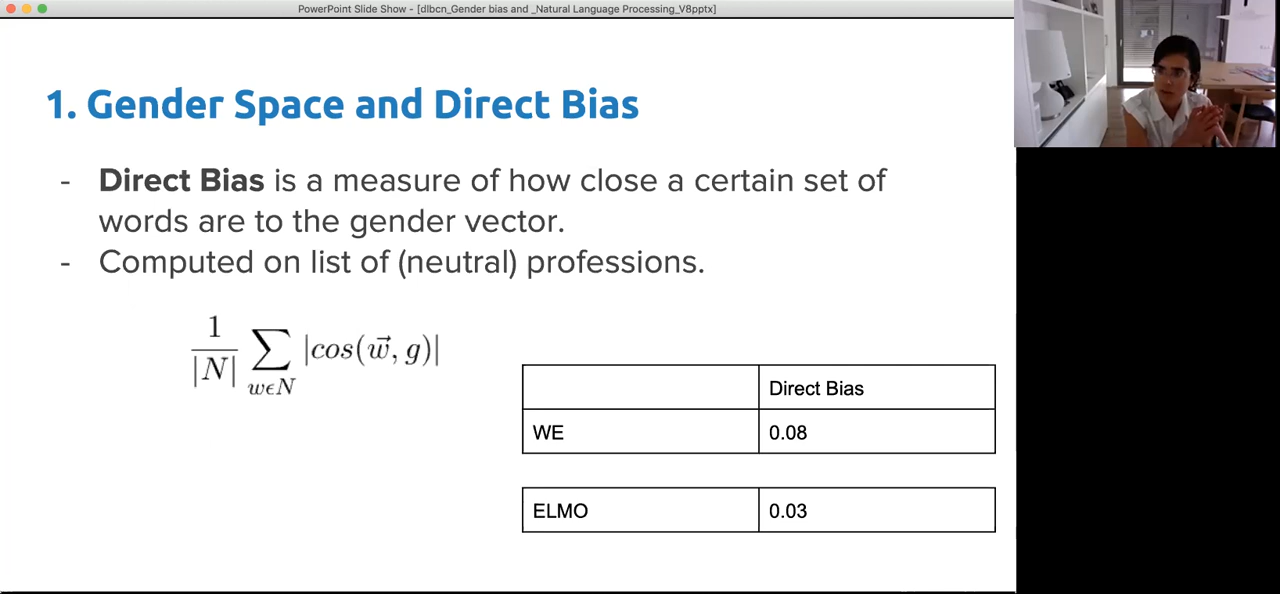 PowerPoint Slide Show - [dlbcn_Gender bias and _Natural Language Processing_V8pptx]
1. Gender Space and Direct Bias
- Direct Bias is a measure of how close a certain set of
words are to the gender vector.
- Computed on list of (neutral) professions.
1/|N| ∑_{w∈N} |cos(w⃗, g)|
Direct Bias
WE 0.08
ELMO 0.03